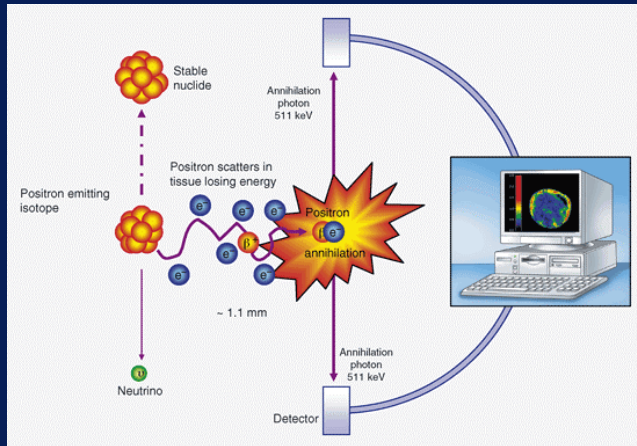 Stable
nuclide
Annihilation
photon
511 keV
Positron scatters in
tissue losing energy
Positron emitting
isotope
e⁻
e⁻
e⁻
e⁻
e⁻
e⁻
β⁺
Positron
β e⁻
annihilation
~ 1.1 mm
Annihilation
photon
511 keV
Neutrino
υ
Detector